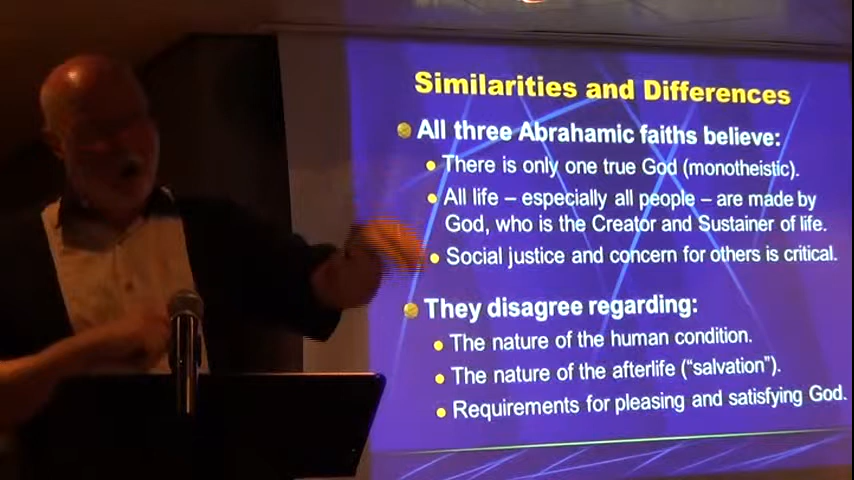 Similarities and Differences
All three Abrahamic faiths believe:
There is only one true God (monotheistic).
All life – especially all people – are made by
God, who is the Creator and Sustainer of life.
Social justice and concern for others is critical.
They disagree regarding:
The nature of the human condition.
The nature of the afterlife (“salvation”).
Requirements for pleasing and satisfying God.